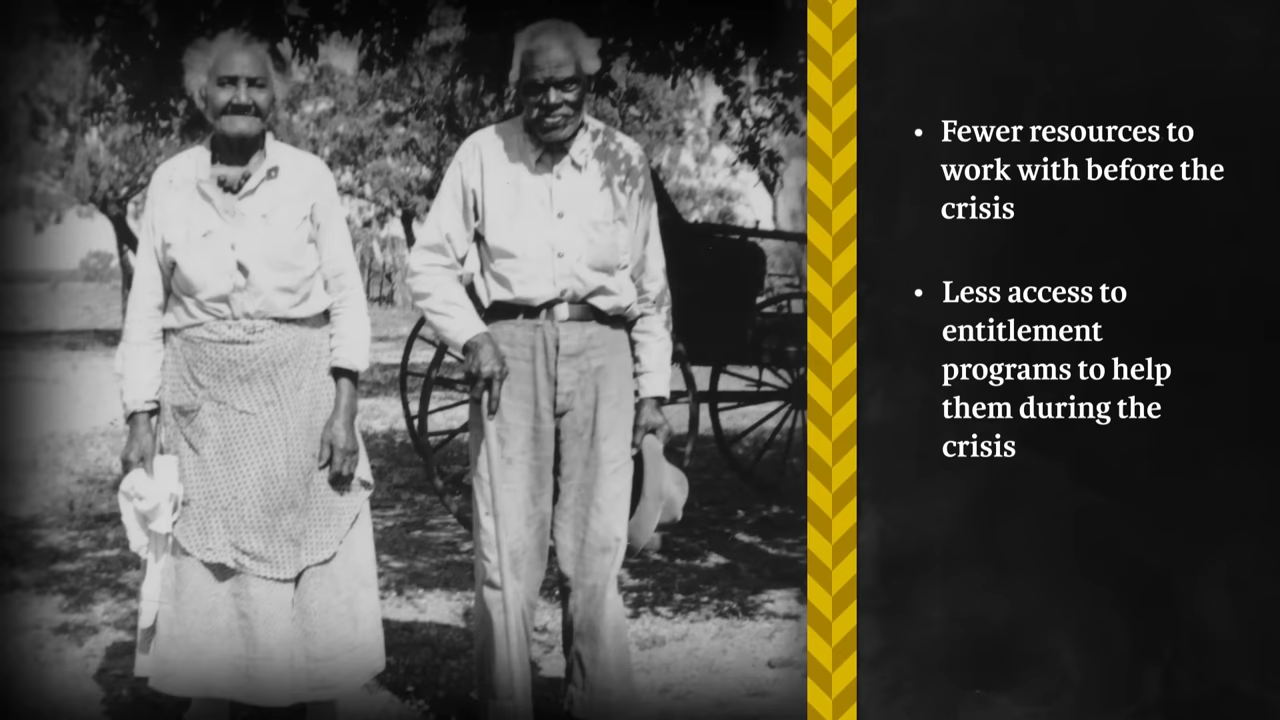 • Fewer resources to
work with before the
crisis
• Less access to
entitlement
programs to help
them during the
crisis